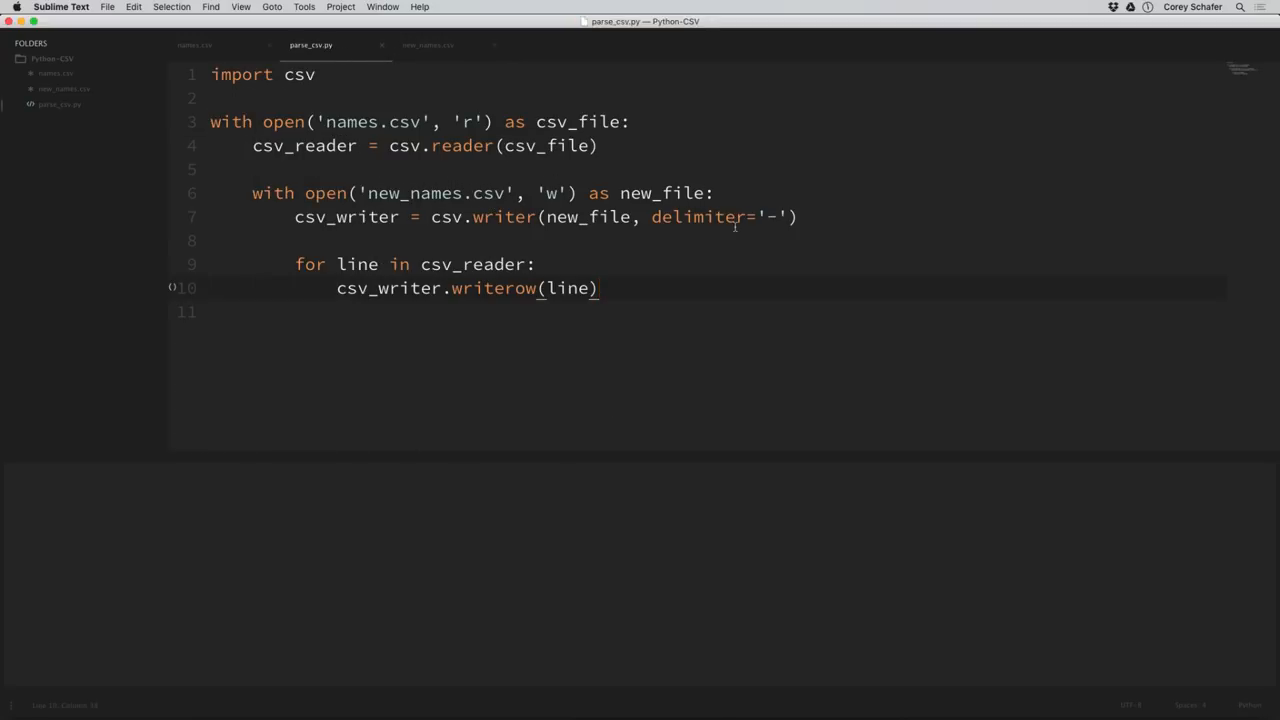 Sublime Text File Edit Selection Find View Goto Tools Project Window Help Corey Schafer
parse_csv.py — Python-CSV
FOLDERS
Python-CSV
names.csv
new_names.csv
parse_csv.py
names.csv parse_csv.py new_names.csv
1 import csv
2
3 with open('names.csv', 'r') as csv_file:
4 csv_reader = csv.reader(csv_file)
5
6 with open('new_names.csv', 'w') as new_file:
7 csv_writer = csv.writer(new_file, delimiter='-')
8
9 for line in csv_reader:
10 csv_writer.writerow(line)
11
Line 10, Column 38
UTF-8 Spaces: 4 Python